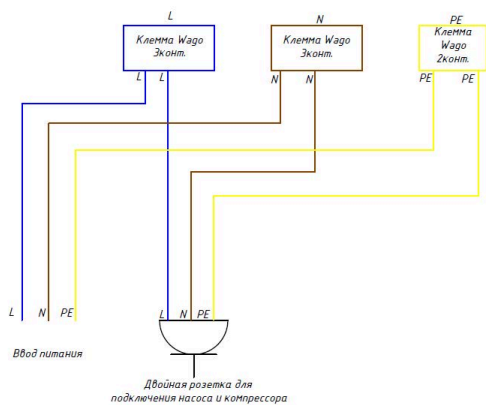 L
N
PE
Клемма Wago
3конт.
Клемма Wago
3конт.
Клемма
Wago
2конт.
L
L
N
N
PE
PE
L
N
PE
L
N
PE
Ввод питания
Двойная розетка для
подключения насоса и компрессора